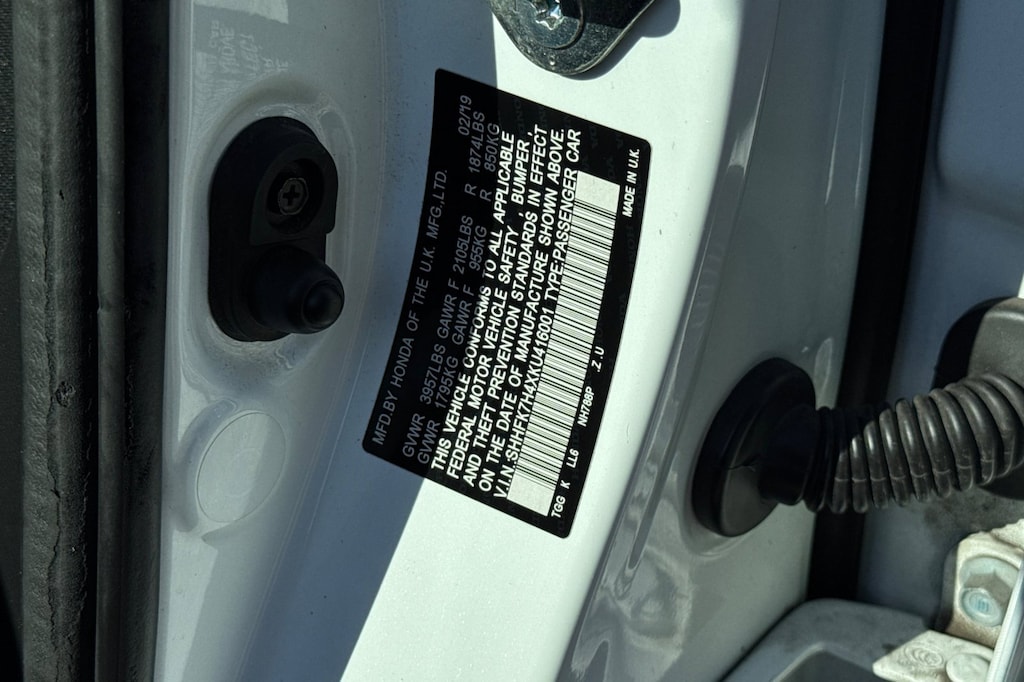 MFD.BY HONDA OF THE U.K. MFG.,LTD. 02/19
GVWR 3957LBS GAWR F 2105LBS R 1874LBS
GVWR 1795KG GAWR F 955KG R 850KG
THIS VEHICLE CONFORMS TO ALL APPLICABLE
FEDERAL MOTOR VEHICLE SAFETY , BUMPER ,
AND THEFT PREVENTION STANDARDS IN EFFECT
ON THE DATE OF MANUFACTURE SHOWN ABOVE.
V.I.N.:SHHFK7H4XKU416001 TYPE:PASSENGER CAR
TGG K LL6 NH788P .Z.U MADE IN U.K.